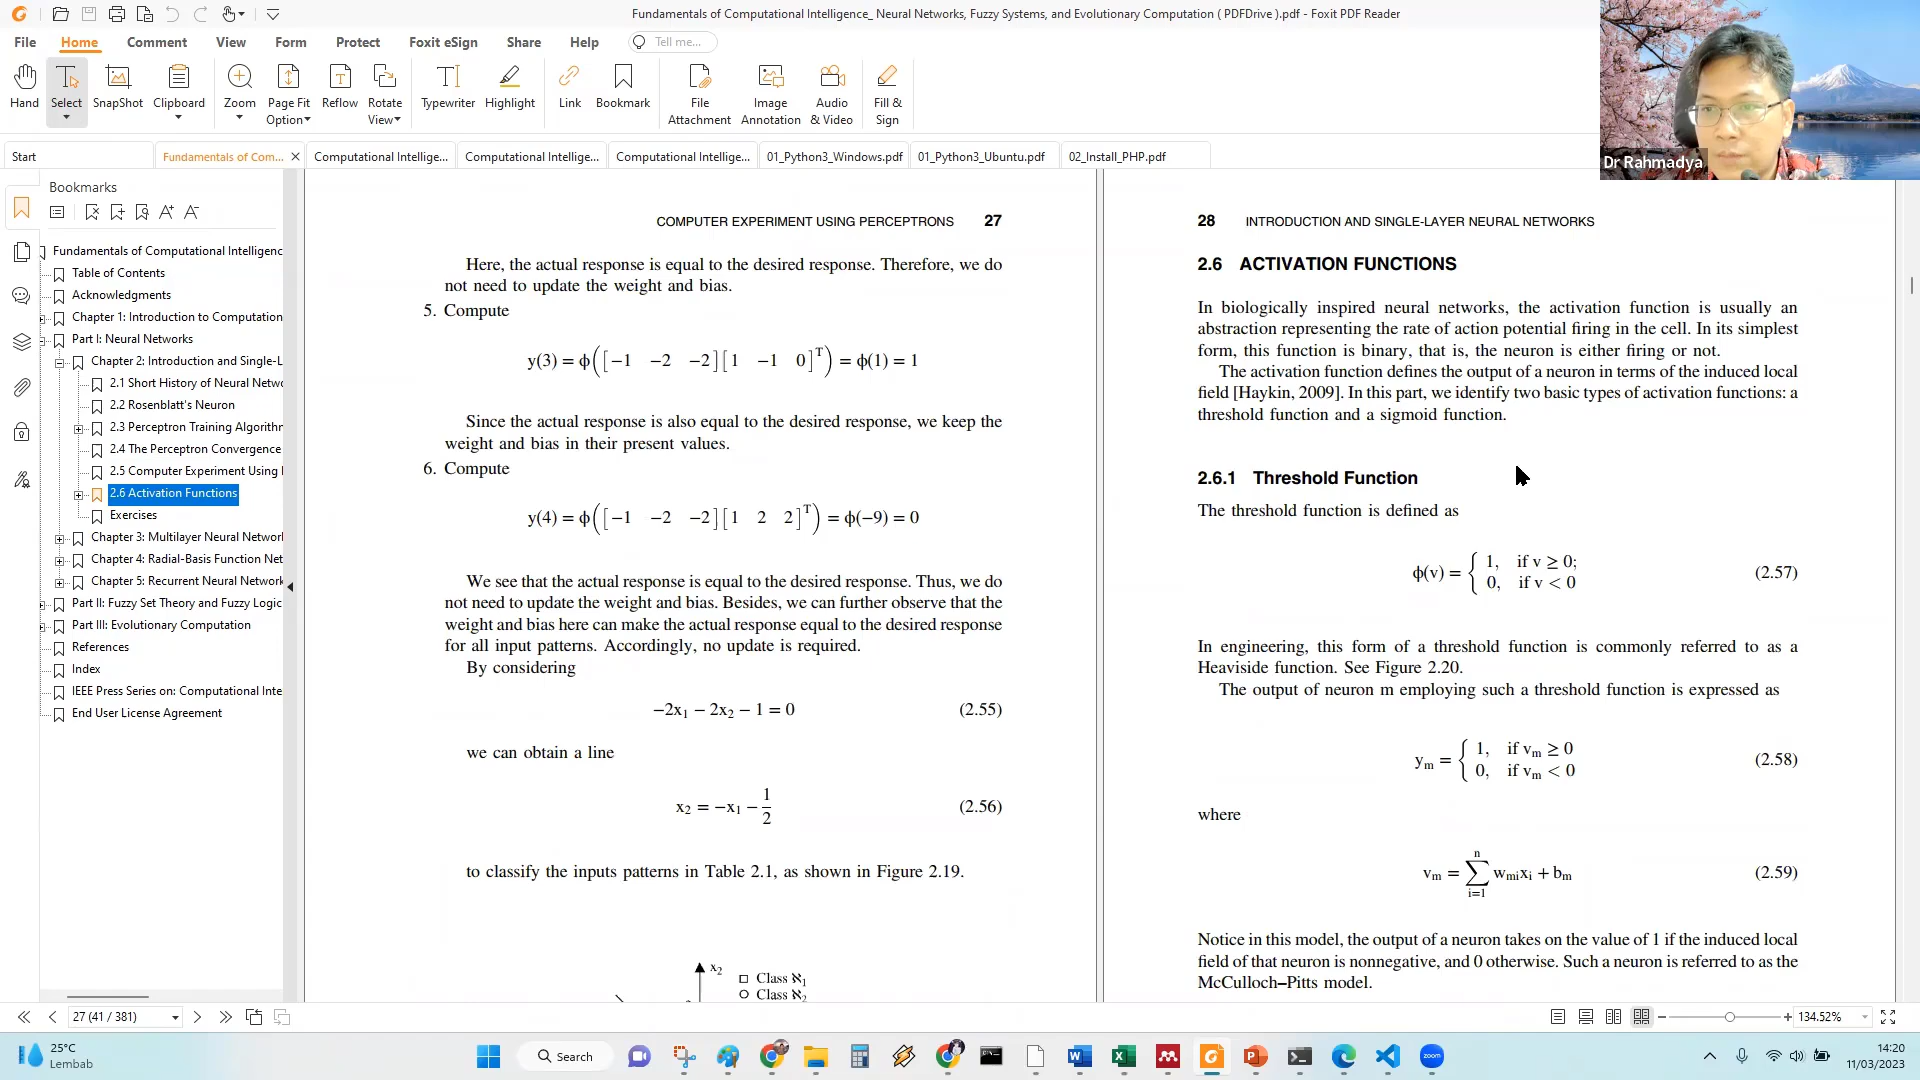 Fundamentals of Computational Intelligence_ Neural Networks, Fuzzy Systems, and Evolutionary Computation ( PDFDrive ).pdf - Foxit PDF Reader
File Home Comment View Form Protect Foxit eSign Share Help Tell me...
Hand Select SnapShot Clipboard Zoom Page Fit Option Reflow Rotate View Typewriter Highlight Link Bookmark File Attachment Image Annotation Audio & Video Fill & Sign
Dr Rahmadya
Start Fundamentals of Com... Computational Intellige... Computational Intellige... Computational Intellige... 01_Python3_Windows.pdf 01_Python3_Ubuntu.pdf 02_Install_PHP.pdf
Bookmarks
Fundamentals of Computational Intelligenc
Table of Contents
Acknowledgments
Chapter 1: Introduction to Computation
Part I: Neural Networks
Chapter 2: Introduction and Single-L
2.1 Short History of Neural Netwo
2.2 Rosenblatt's Neuron
2.3 Perceptron Training Algorithm
2.4 The Perceptron Convergence
2.5 Computer Experiment Using
2.6 Activation Functions
Exercises
Chapter 3: Multilayer Neural Networ
Chapter 4: Radial-Basis Function Net
Chapter 5: Recurrent Neural Network
Part II: Fuzzy Set Theory and Fuzzy Logic
Part III: Evolutionary Computation
References
Index
IEEE Press Series on: Computational Inte
End User License Agreement
COMPUTER EXPERIMENT USING PERCEPTRONS 27
Here, the actual response is equal to the desired response. Therefore, we do
not need to update the weight and bias.
5. Compute
y(3) = ϕ([−1 −2 −2][1 −1 0]ᵀ) = ϕ(1) = 1
Since the actual response is also equal to the desired response, we keep the
weight and bias in their present values.
6. Compute
y(4) = ϕ([−1 −2 −2][1 2 2]ᵀ) = ϕ(−9) = 0
We see that the actual response is equal to the desired response. Thus, we do
not need to update the weight and bias. Besides, we can further observe that the
weight and bias here can make the actual response equal to the desired response
for all input patterns. Accordingly, no update is required.
By considering
−2x₁ − 2x₂ − 1 = 0 (2.55)
we can obtain a line
x₂ = −x₁ − 1/2 (2.56)
to classify the inputs patterns in Table 2.1, as shown in Figure 2.19.
x₂
Class ℵ₁
Class ℵ₂
28 INTRODUCTION AND SINGLE-LAYER NEURAL NETWORKS
2.6 ACTIVATION FUNCTIONS
In biologically inspired neural networks, the activation function is usually an
abstraction representing the rate of action potential firing in the cell. In its simplest
form, this function is binary, that is, the neuron is either firing or not.
The activation function defines the output of a neuron in terms of the induced local
field [Haykin, 2009]. In this part, we identify two basic types of activation functions: a
threshold function and a sigmoid function.
2.6.1 Threshold Function
The threshold function is defined as
ϕ(v) = { 1, if v ≥ 0;
0, if v < 0 (2.57)
In engineering, this form of a threshold function is commonly referred to as a
Heaviside function. See Figure 2.20.
The output of neuron m employing such a threshold function is expressed as
yₘ = { 1, if vₘ ≥ 0
0, if vₘ < 0 (2.58)
where
vₘ = ∑ⁿᵢ₌₁ wₘᵢxᵢ + bₘ (2.59)
Notice in this model, the output of a neuron takes on the value of 1 if the induced local
field of that neuron is nonnegative, and 0 otherwise. Such a neuron is referred to as the
McCulloch–Pitts model.
27 (41 / 381) 134.52%
25°C
Lembab
Search
zoom
14:20
11/03/2023